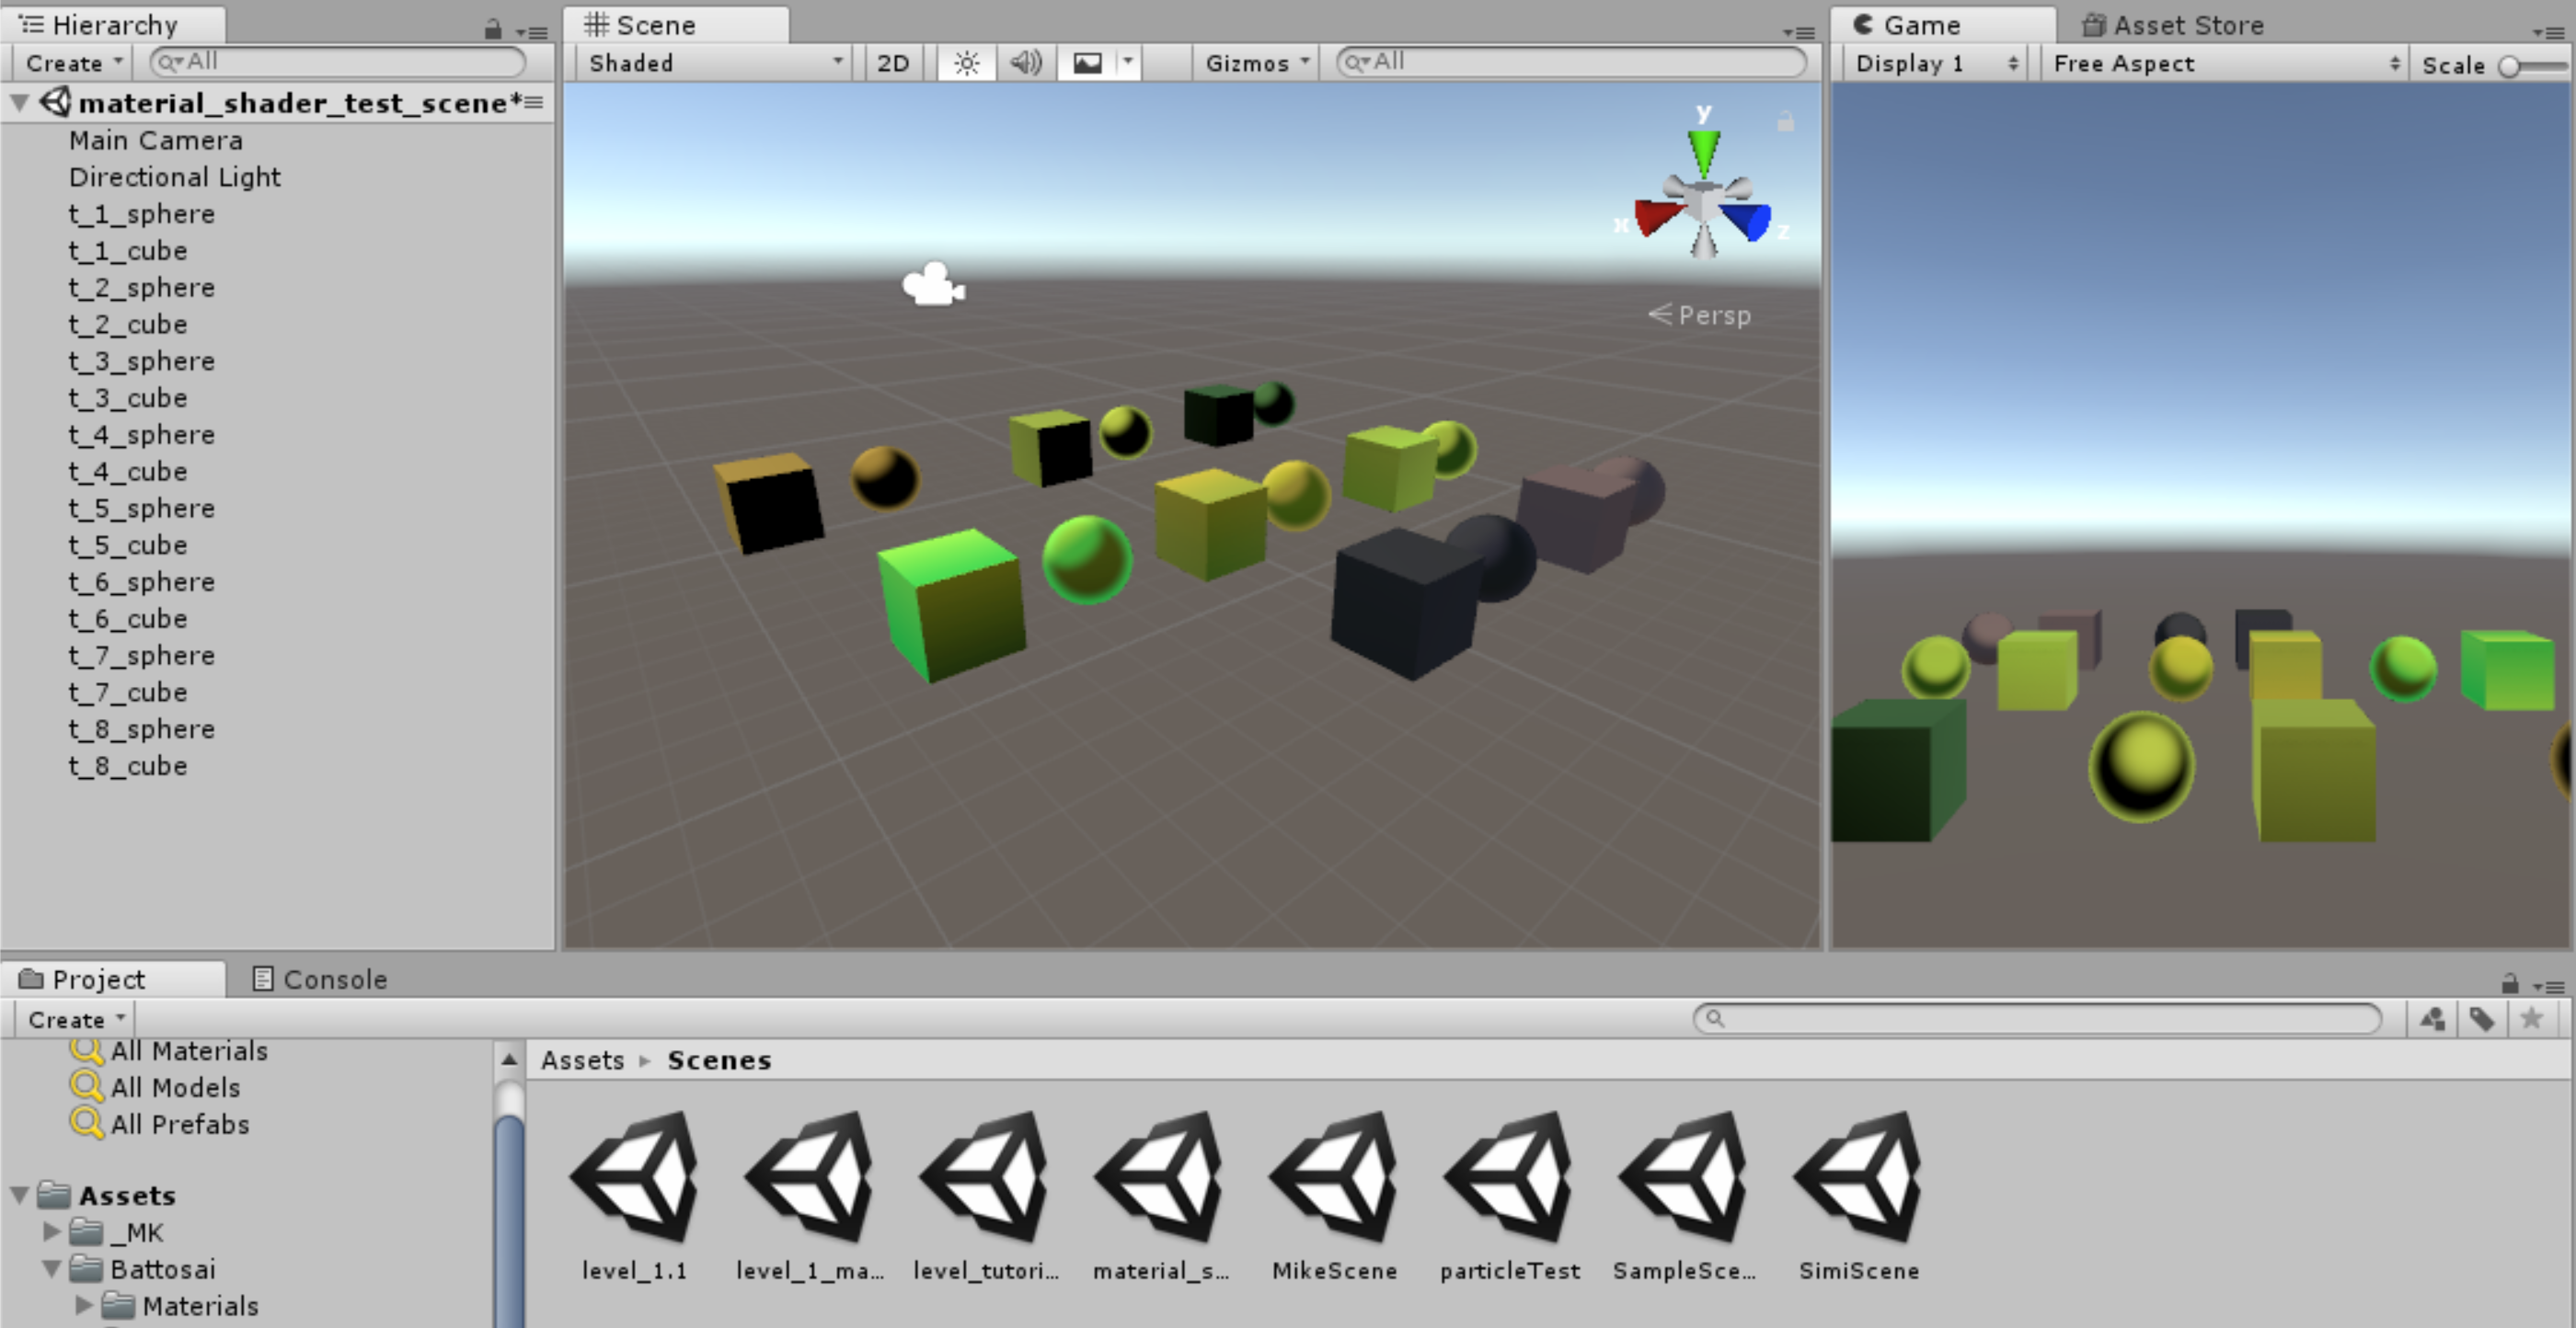 Hierarchy
Create
All
material_shader_test_scene*
Main Camera
Directional Light
t_1_sphere
t_1_cube
t_2_sphere
t_2_cube
t_3_sphere
t_3_cube
t_4_sphere
t_4_cube
t_5_sphere
t_5_cube
t_6_sphere
t_6_cube
t_7_sphere
t_7_cube
t_8_sphere
t_8_cube
Scene
Shaded
2D
Gizmos
All
y
x
z
Persp
Game
Asset Store
Display 1
Free Aspect
Scale
Project
Console
Create
All Materials
All Models
All Prefabs
Assets
_MK
Battosai
Materials
Assets
Scenes
level_1.1
level_1_ma...
level_tutori...
material_s...
MikeScene
particleTest
SampleSce...
SimiScene